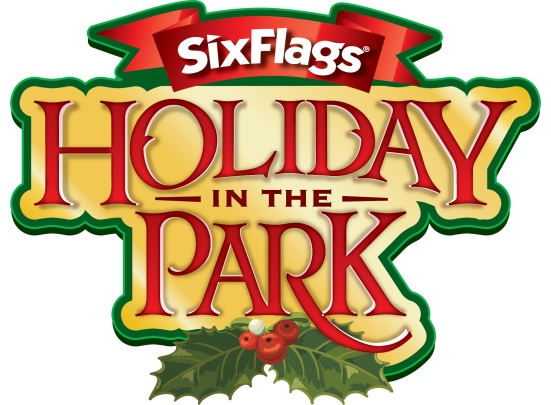 SixFlags®
HOLIDAY
IN THE
PARK